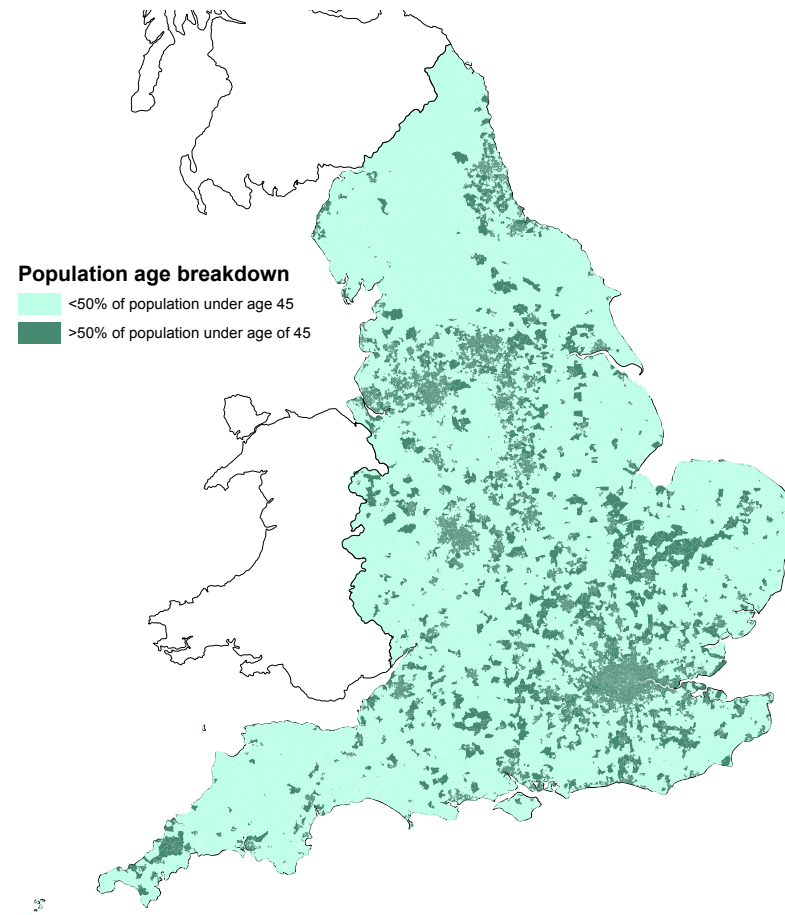 Population age breakdown
<50% of population under age 45
>50% of population under age of 45